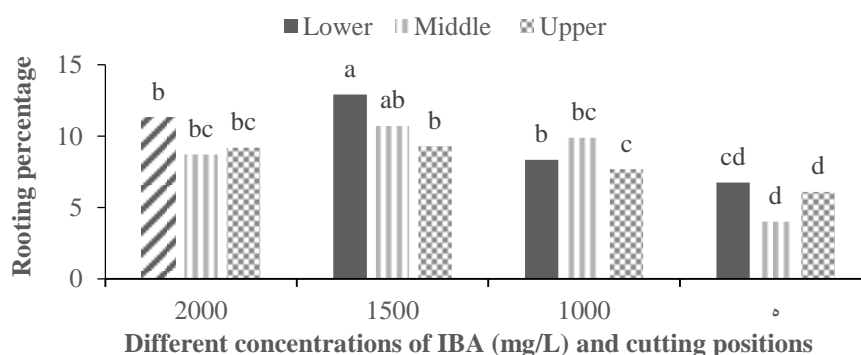 Lower Middle Upper
15
10
5
0
Rooting percentage
b bc bc a ab b b bc c cd d d
2000 1500 1000 ه
Different concentrations of IBA (mg/L) and cutting positions